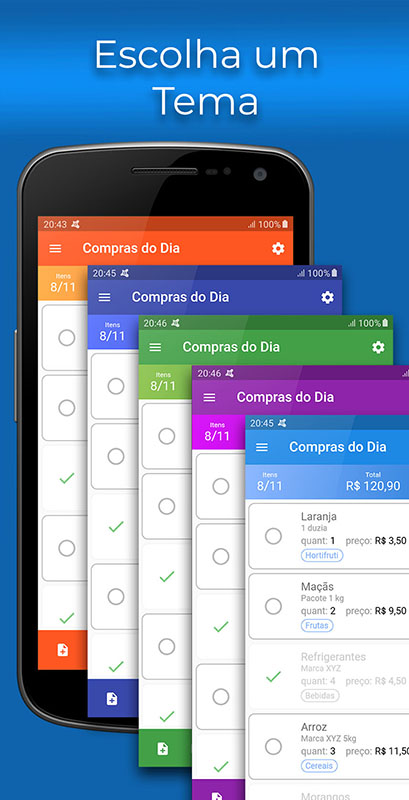 Escolha um
Tema
20:43 100%
Compras do Dia
Itens
8/11
20:45 100%
Compras do Dia
Itens
8/11
20:46 100%
Compras do Dia
Itens
8/11
20:46 100%
Compras do Dia
Itens
8/11
20:45 100%
Compras do Dia
Itens Total
8/11 R$ 120,90
Laranja
1 duzia
quant: 1 preço: R$ 3,50
Hortifruti
Maçãs
Pacote 1 kg
quant: 2 preço: R$ 9,50
Frutas
Refrigerantes
Marca XYZ
quant: 4 preço: R$ 4,50
Bebidas
Arroz
Marca XYZ 5kg
quant: 3 preço: R$ 11,50
Cereais
Morangos